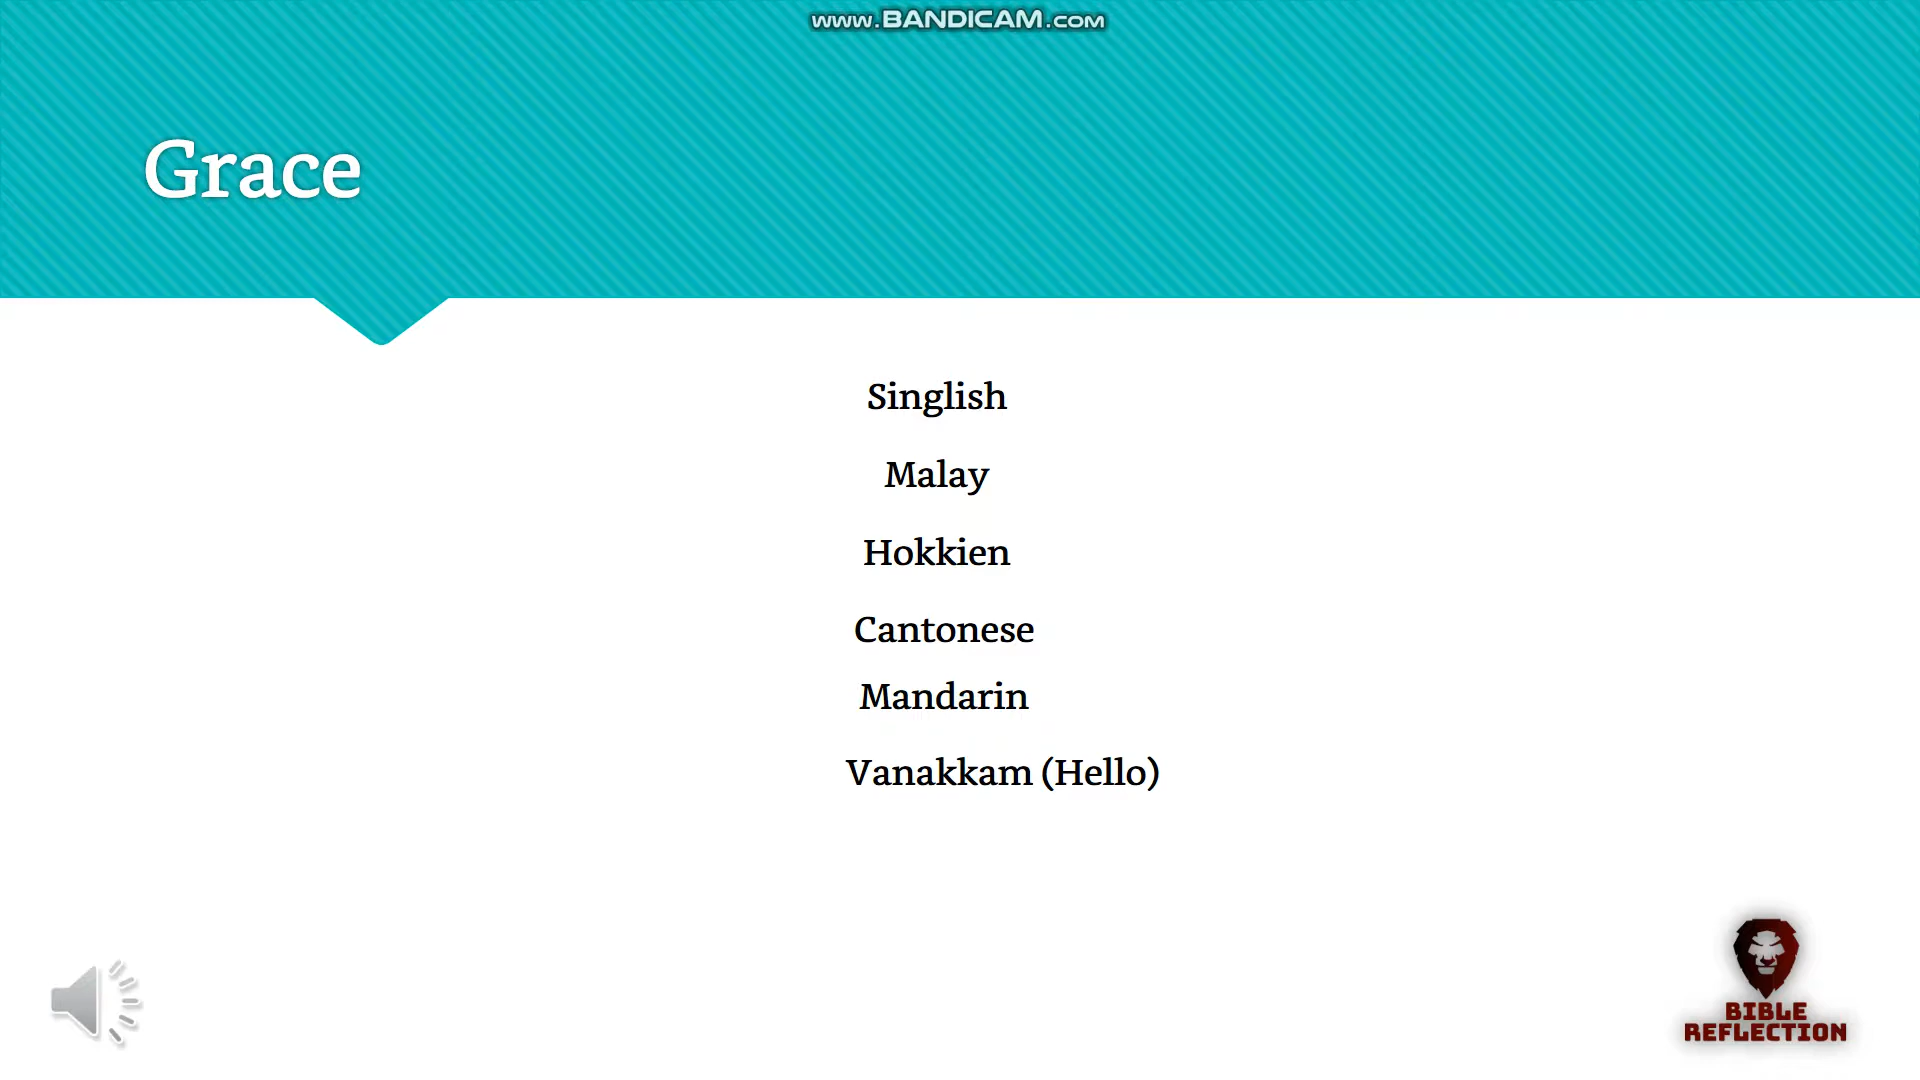 www.BANDICAM.com
Grace
Singlish
Malay
Hokkien
Cantonese
Mandarin
Vanakkam (Hello)
BIBLE
REFLECTION